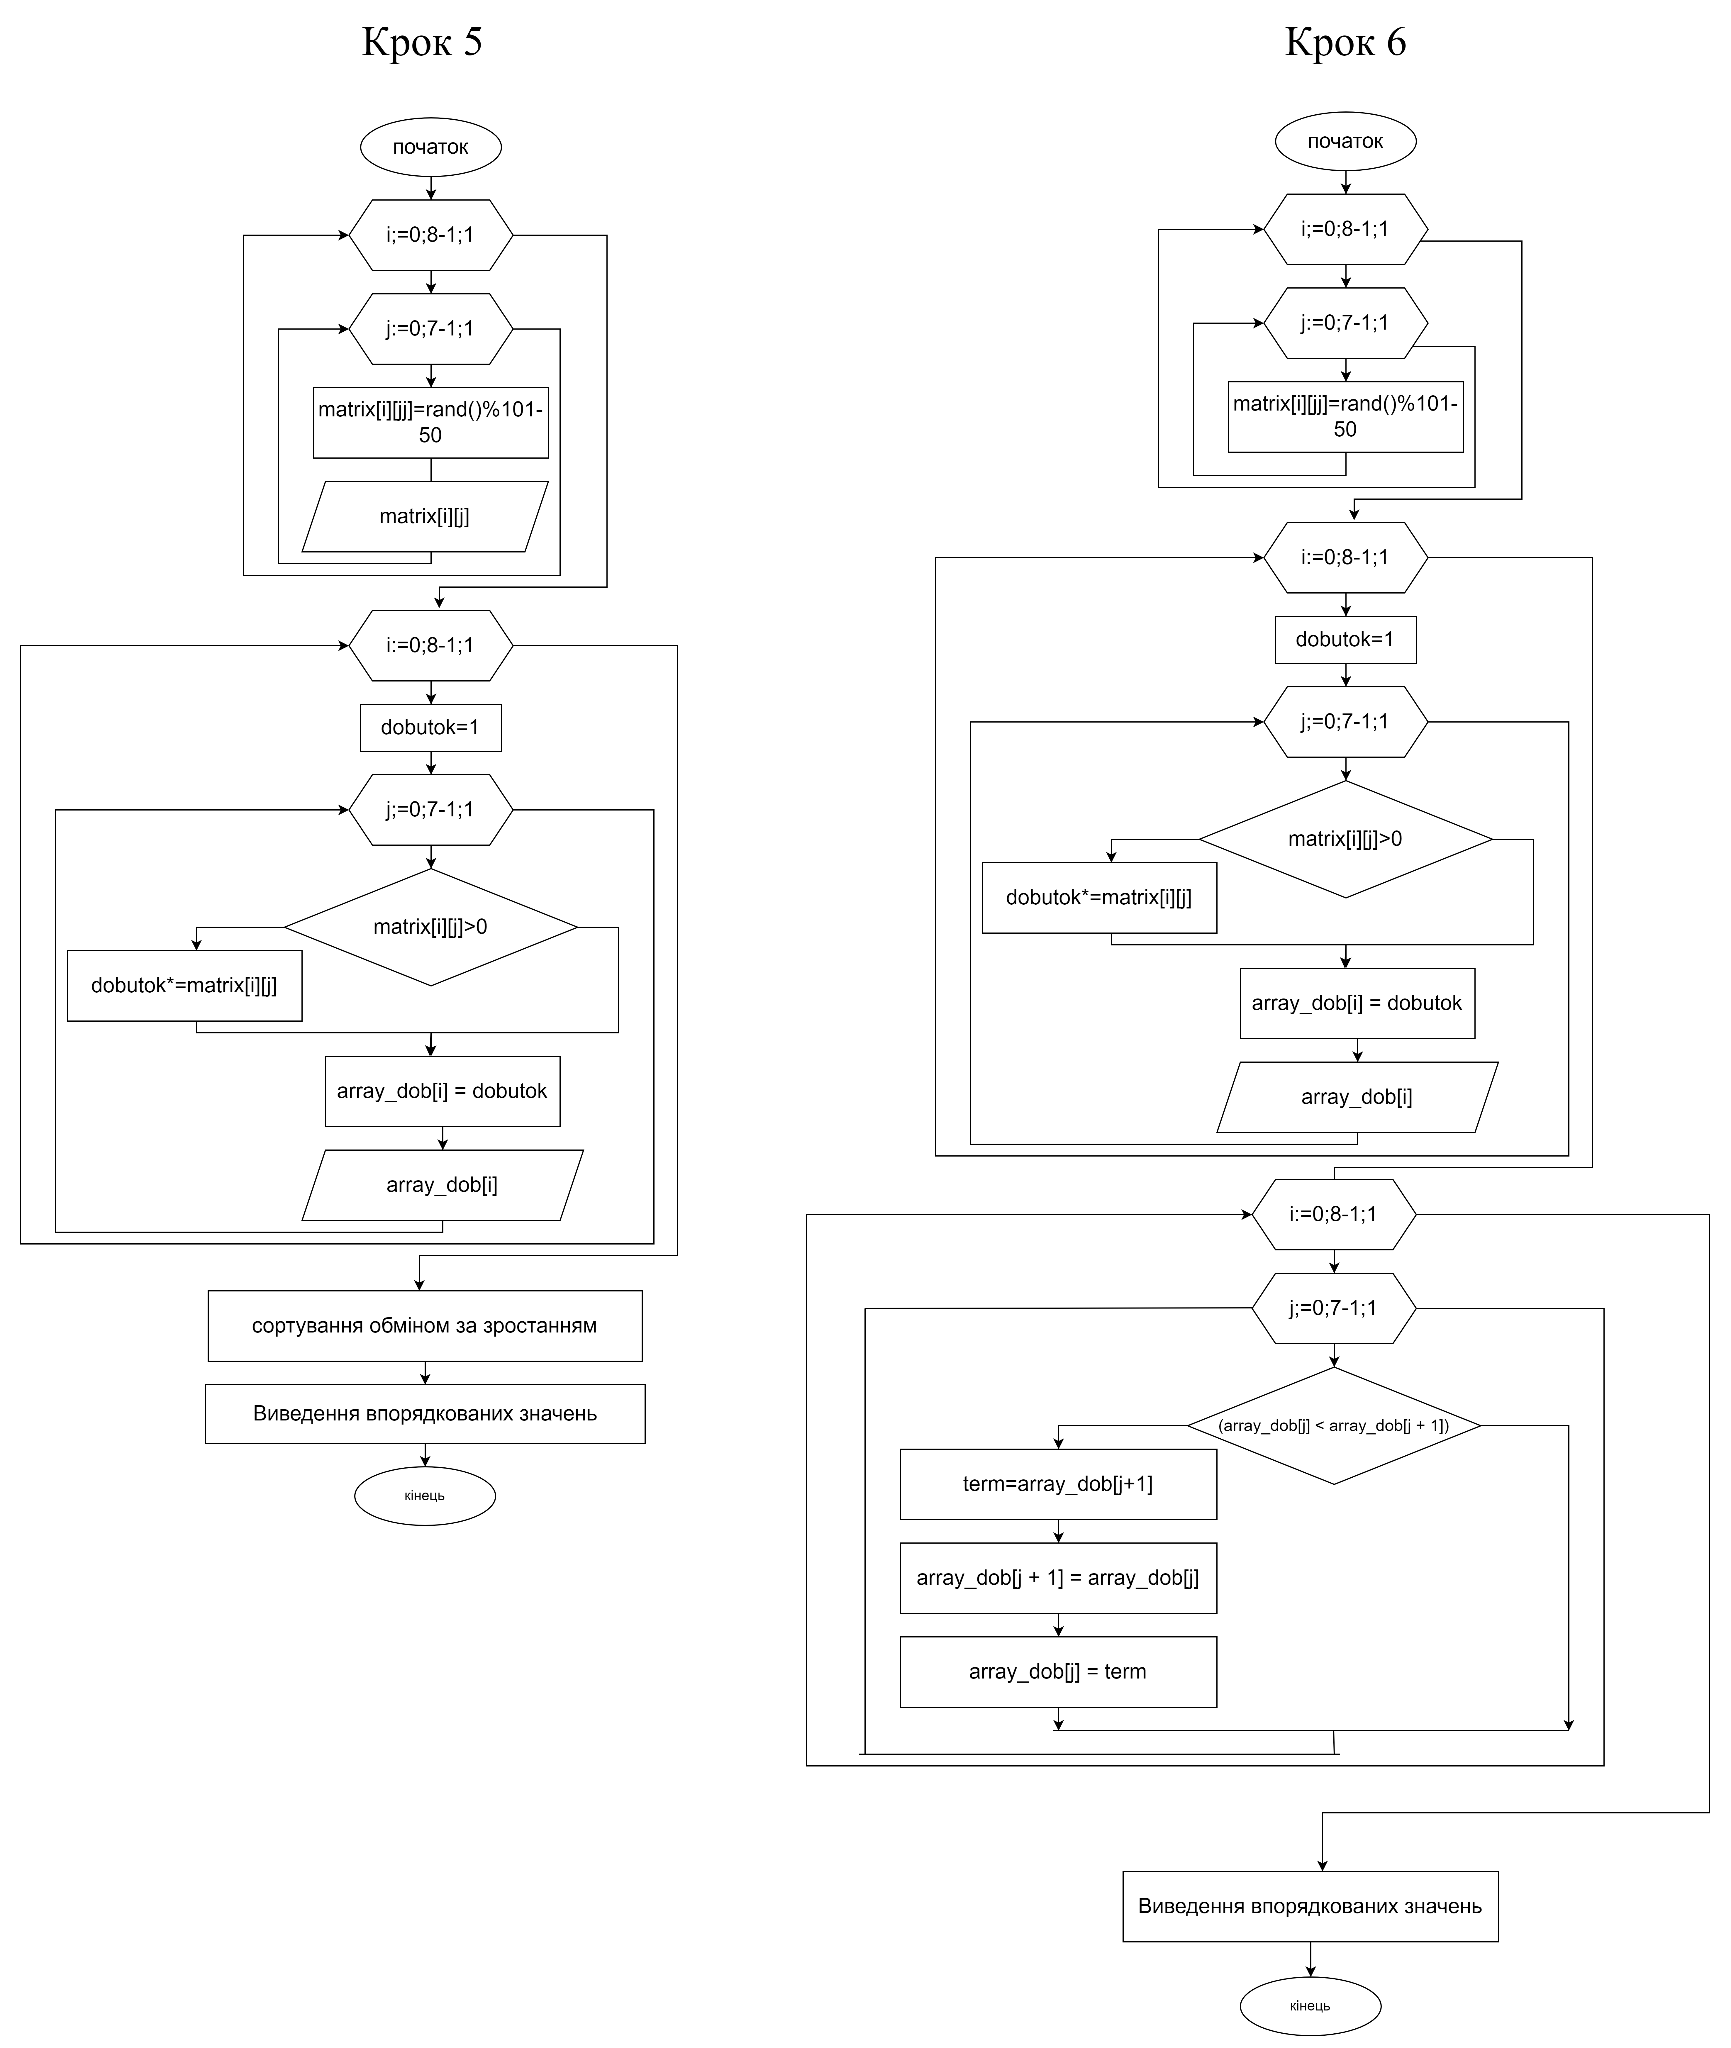 Крок 5
початок
i;=0;8-1;1
j:=0;7-1;1
matrix[i][jj]=rand()%101-
50
matrix[i][j]
i:=0;8-1;1
dobutok=1
j;=0;7-1;1
matrix[i][j]>0
dobutok*=matrix[i][j]
array_dob[i] = dobutok
array_dob[i]
сортування обміном за зростанням
Виведення впорядкованих значень
кінець
Крок 6
початок
i;=0;8-1;1
j:=0;7-1;1
matrix[i][jj]=rand()%101-
50
i:=0;8-1;1
dobutok=1
j;=0;7-1;1
matrix[i][j]>0
dobutok*=matrix[i][j]
array_dob[i] = dobutok
array_dob[i]
i:=0;8-1;1
j;=0;7-1;1
(array_dob[j] < array_dob[j + 1])
term=array_dob[j+1]
array_dob[j + 1] = array_dob[j]
array_dob[j] = term
Виведення впорядкованих значень
кінець